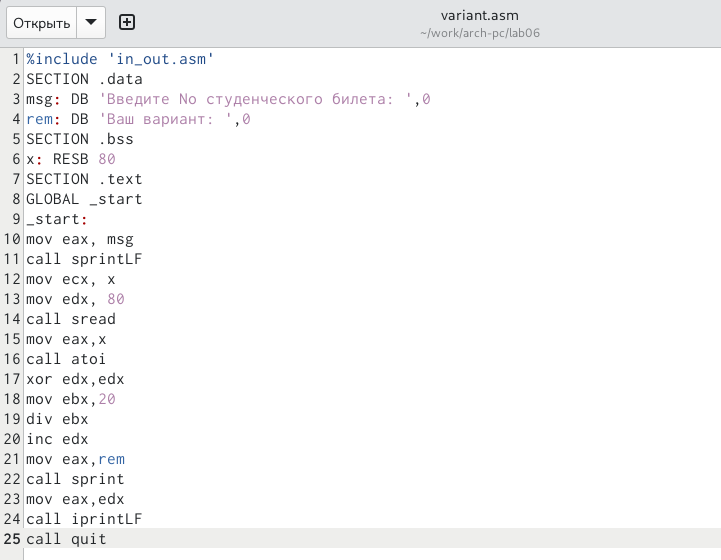 Открыть
variant.asm
~/work/arch-pc/lab06
1 %include 'in_out.asm'
2 SECTION .data
3 msg: DB 'Введите No студенческого билета: ',0
4 rem: DB 'Ваш вариант: ',0
5 SECTION .bss
6 x: RESB 80
7 SECTION .text
8 GLOBAL _start
9 _start:
10 mov eax, msg
11 call sprintLF
12 mov ecx, x
13 mov edx, 80
14 call sread
15 mov eax,x
16 call atoi
17 xor edx,edx
18 mov ebx,20
19 div ebx
20 inc edx
21 mov eax,rem
22 call sprint
23 mov eax,edx
24 call iprintLF
25 call quit